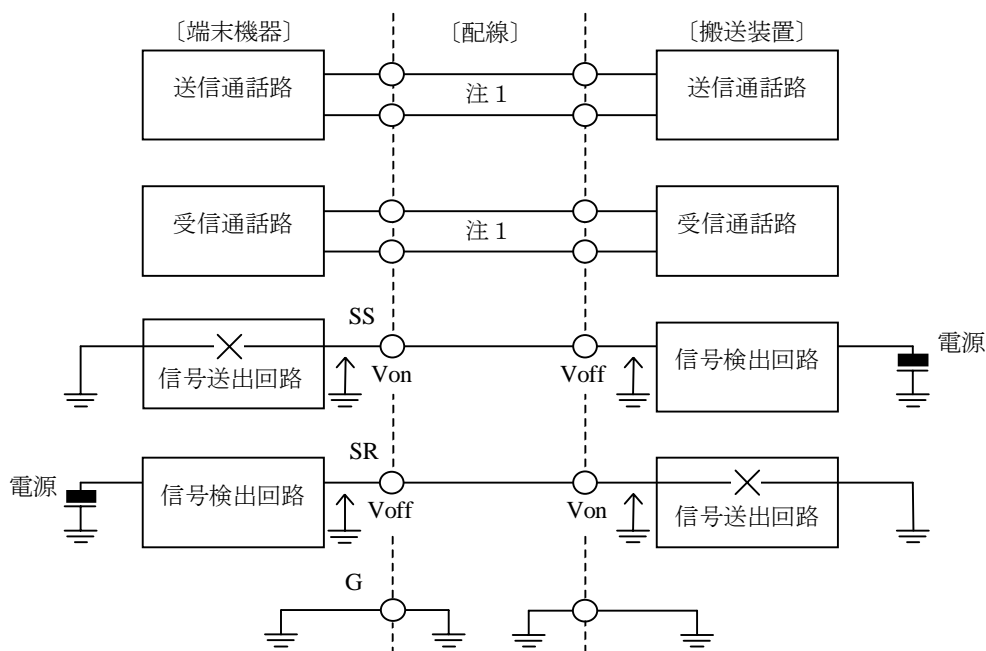 〔端末機器〕 〔配線〕 〔搬送装置〕
送信通話路 注１ 送信通話路
受信通話路 注１ 受信通話路
SS
電源
信号送出回路 Von Voff 信号検出回路
SR
電源
信号検出回路 Voff Von 信号送出回路
G